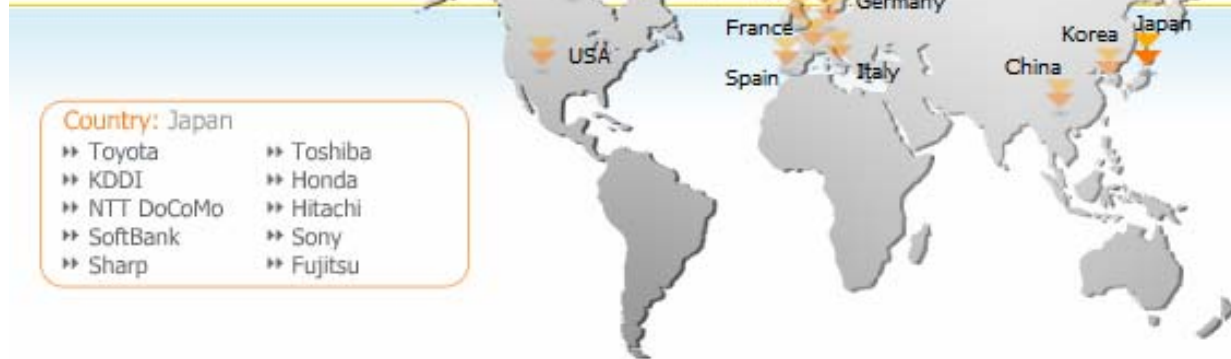 Germany
France
Korea
Japan
USA
Spain
Italy
China
Country: Japan
Toyota
Toshiba
KDDI
Honda
NTT DoCoMo
Hitachi
SoftBank
Sony
Sharp
Fujitsu